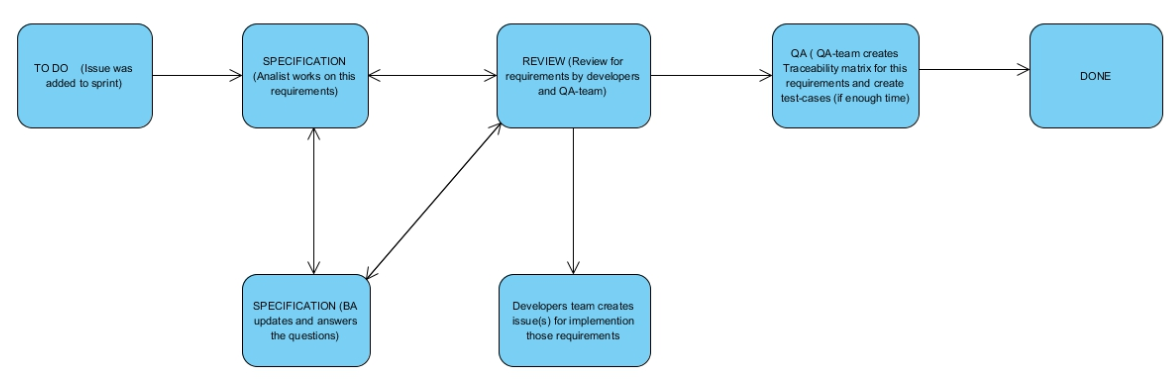 TO DO (Issue was
added to sprint)
SPECIFICATION
(Analist works on this
requirements)
REVIEW (Review for
requirements by developers
and QA-team)
QA ( QA-team creates
Traceability matrix for this
requirements and create
test-cases (if enough time)
DONE
SPECIFICATION (BA
updates and answers
the questions)
Developers team creates
issue(s) for implemention
those requirements